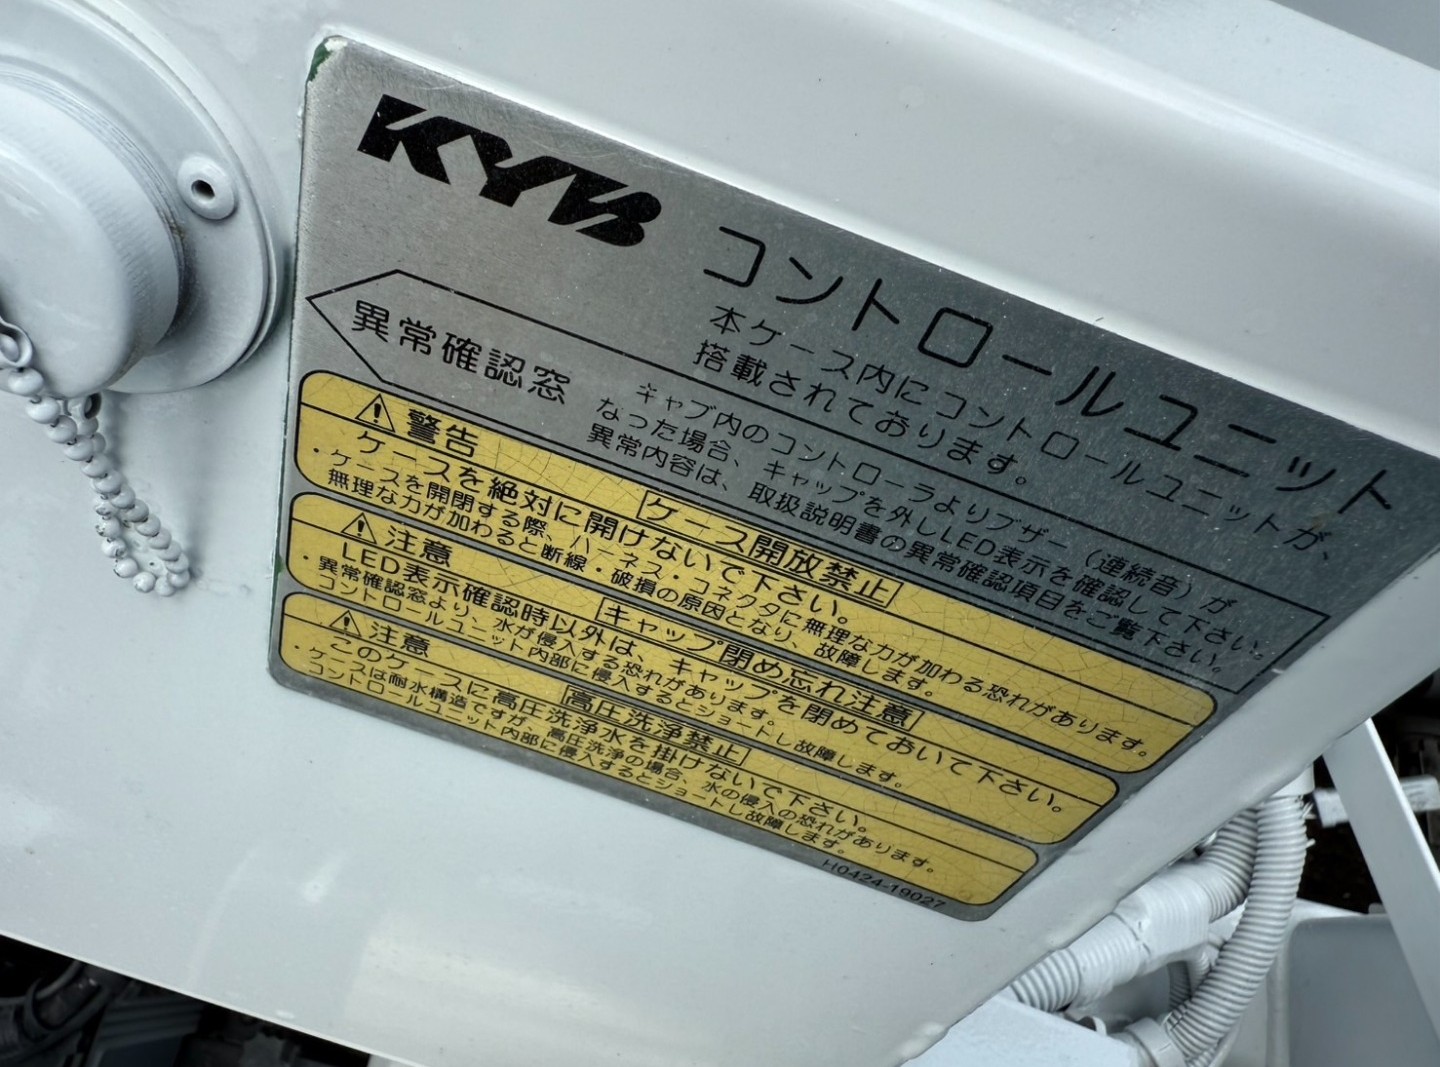 KYB
コントロールユニット
本ケース内にコントロールユニットが、
搭載されております。
異常確認窓
キャブ内のコントローラよりブザー（連続音）が
なった場合、キャップを外しLED表示を確認して下さい。
異常内容は、取扱説明書の異常確認項目をご覧下さい。
警告
ケース開放禁止
ケースを絶対に開けないで下さい。
・ケースを開閉する際、ハーネス・コネクタに無理な力が加わる恐れがあります。
無理な力が加わると断線・破損の原因となり、故障します。
注意
キャップ閉め忘れ注意
LED表示確認時以外は、キャップを閉めておいて下さい。
・異常確認窓より、水が侵入する恐れがあります。
コントロールユニット内部に侵入するとショートし故障します。
注意
高圧洗浄禁止
このケースに高圧洗浄水を掛けないで下さい。
・ケースは耐水構造ですが、高圧洗浄の場合、水の侵入の恐れがあります。
コントロールユニット内部に侵入するとショートし故障します。
H0424-19027